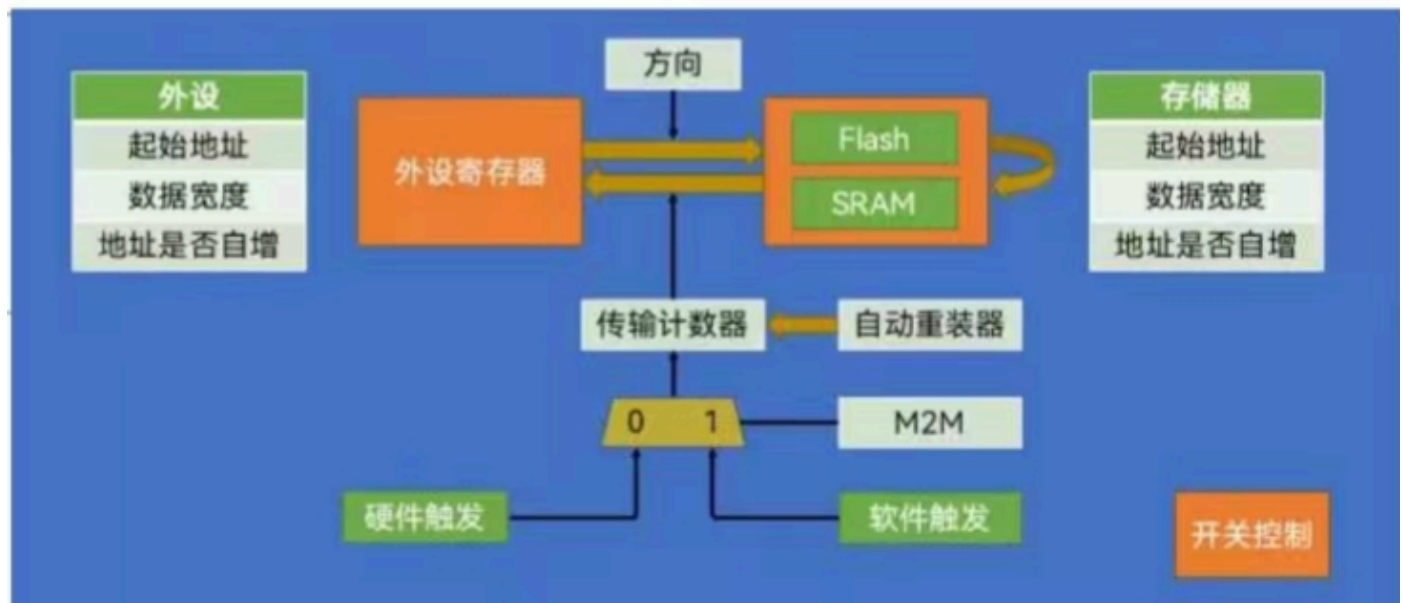 方向
外设
起始地址
数据宽度
地址是否自增
外设寄存器
Flash
SRAM
存储器
起始地址
数据宽度
地址是否自增
传输计数器
自动重装器
0 1
M2M
硬件触发
软件触发
开关控制